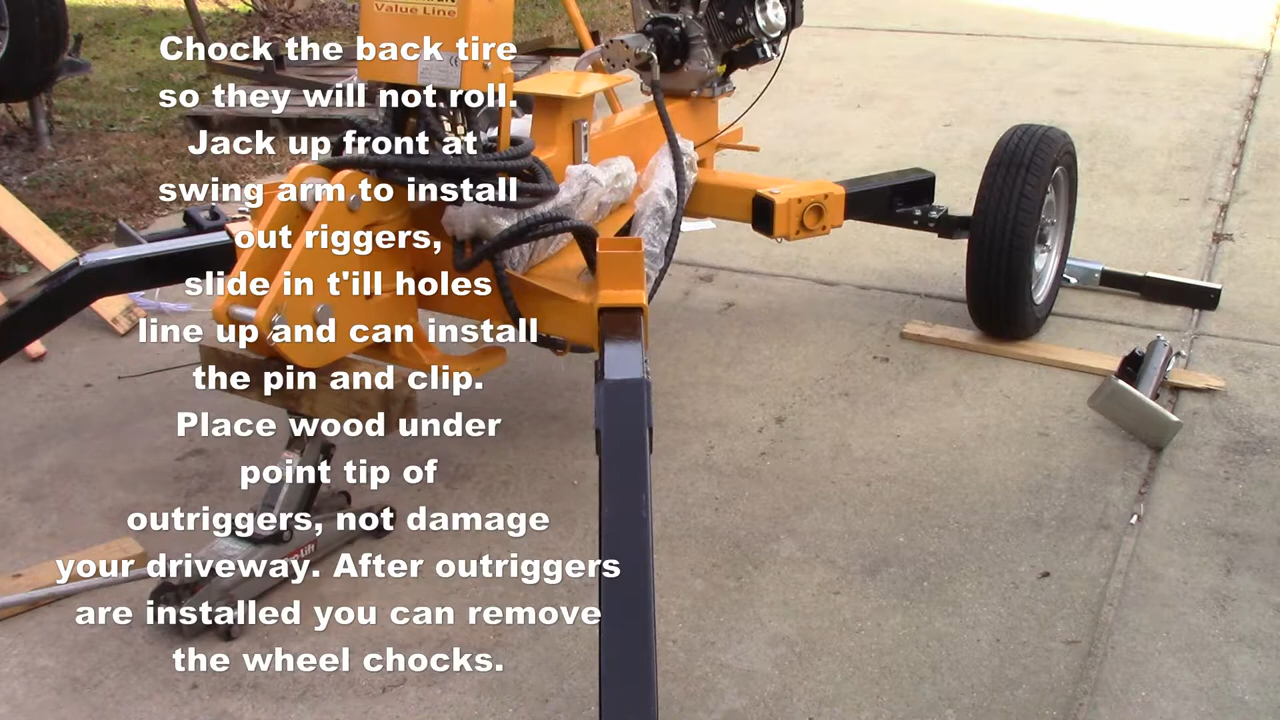 Value Line
Chock the back tire
so they will not roll.
Jack up front at
swing arm to install
out riggers,
slide in t'ill holes
line up and can install
the pin and clip.
Place wood under
point tip of
outriggers, not damage
your driveway. After outriggers
are installed you can remove
the wheel chocks.